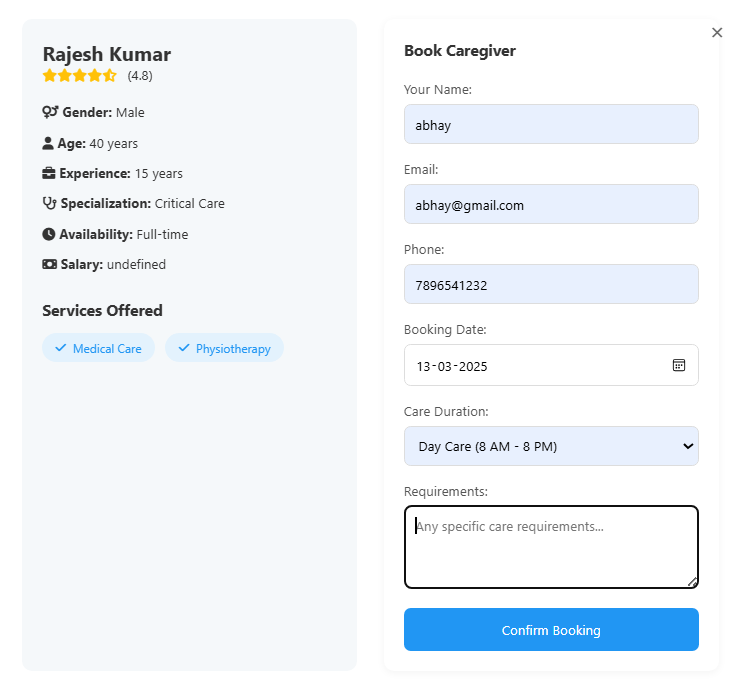 Rajesh Kumar
(4.8)
Gender: Male
Age: 40 years
Experience: 15 years
Specialization: Critical Care
Availability: Full-time
Salary: undefined
Services Offered
Medical Care
Physiotherapy
Book Caregiver
Your Name:
abhay
Email:
abhay@gmail.com
Phone:
7896541232
Booking Date:
13-03-2025
Care Duration:
Day Care (8 AM - 8 PM)
Requirements:
Any specific care requirements...
Confirm Booking